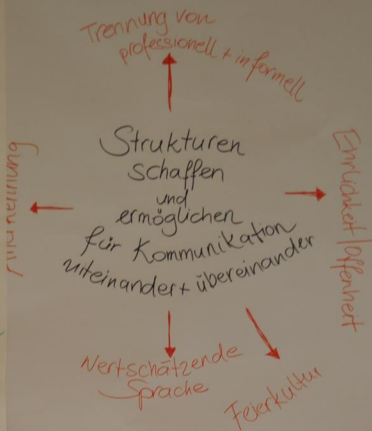 Trennung von
professionell + informell
Strukturen
schaffen
und
ermöglichen
für Kommunikation
miteinander + übereinander
Ehrlichkeit/Offenheit
Wertschätzende
Sprache
Feierkultur